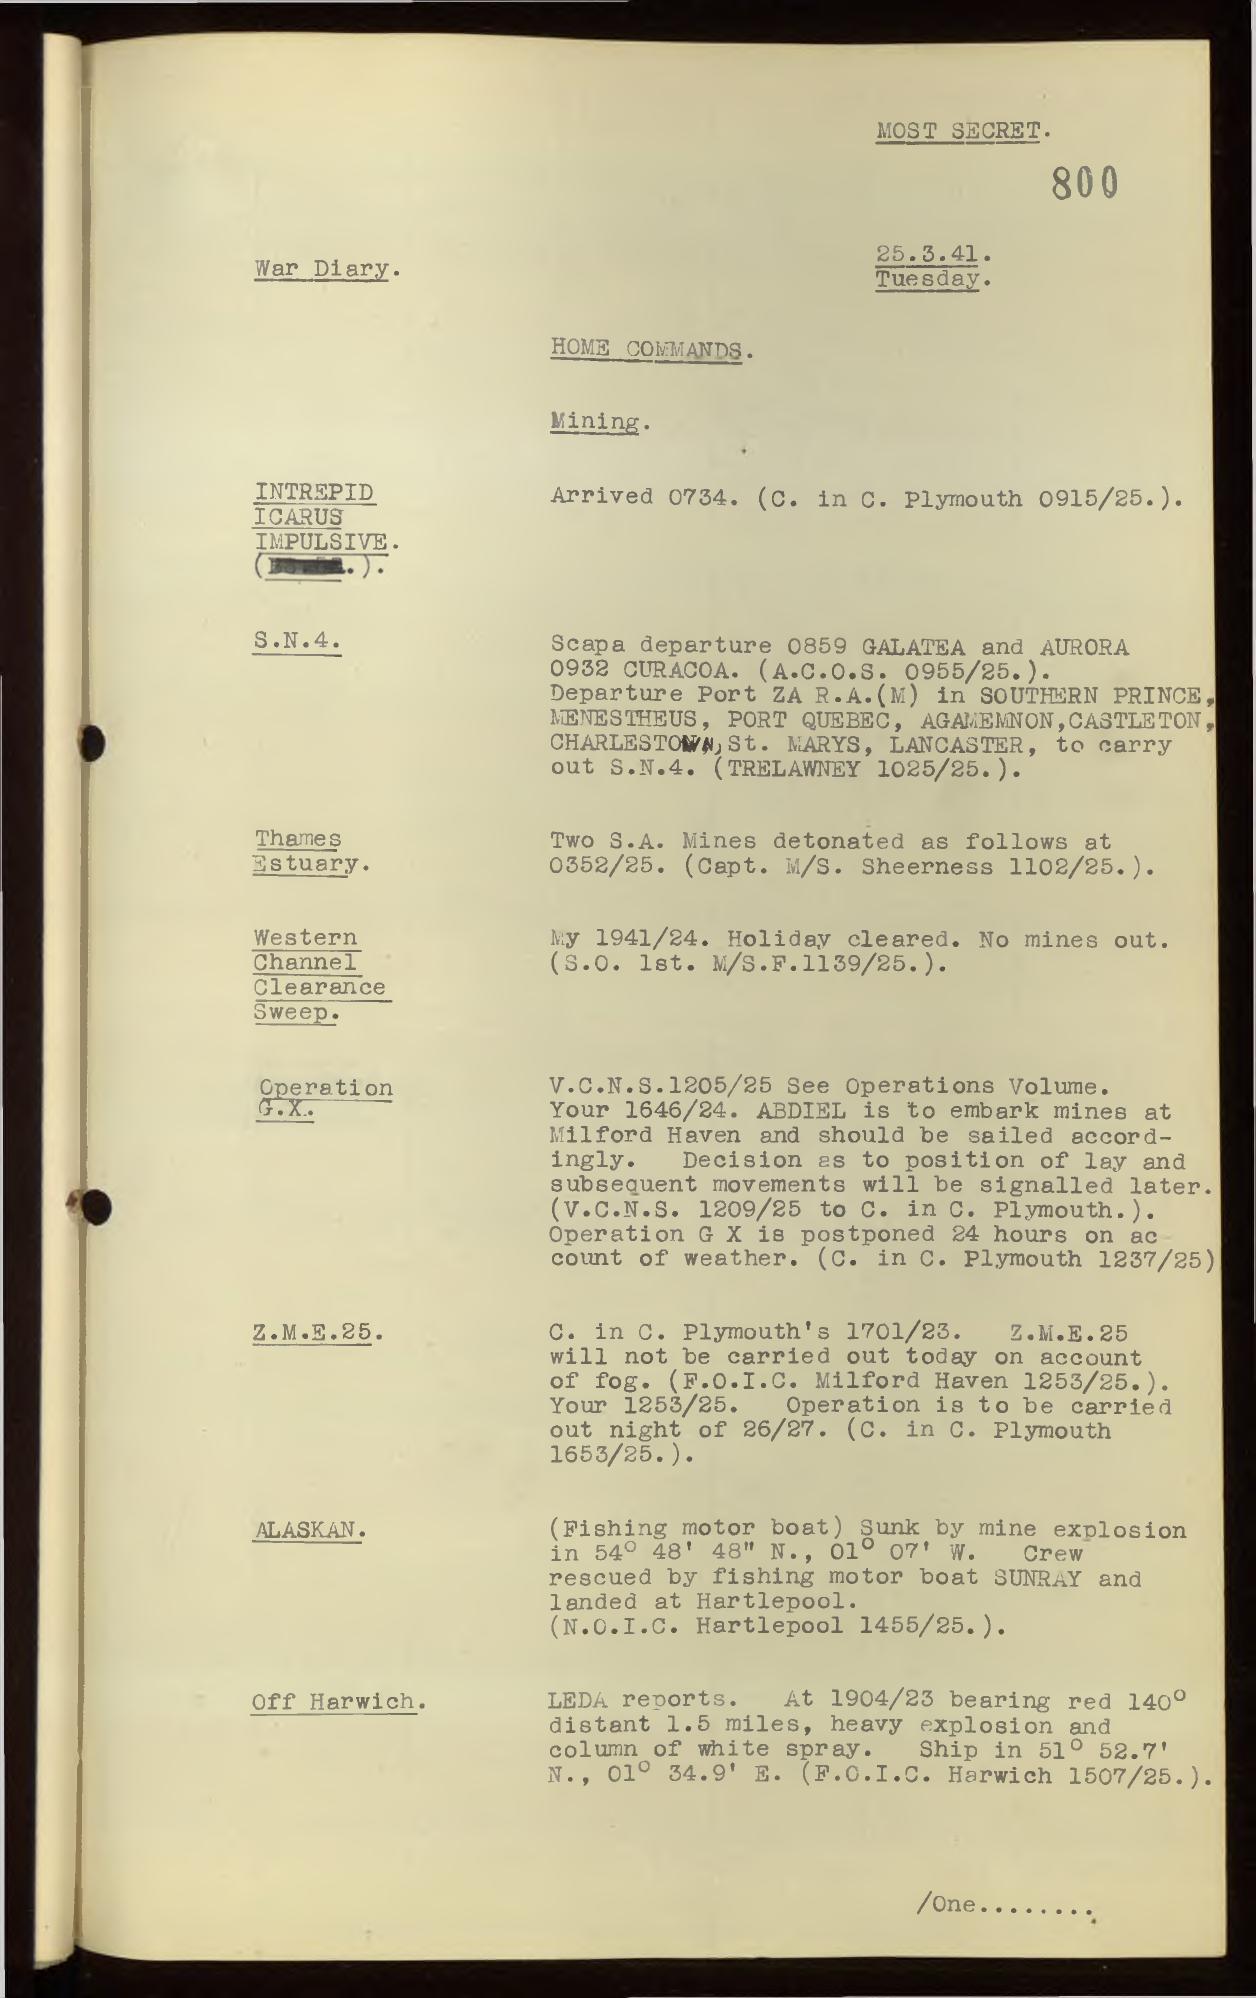 MOST SECRET.
800
War Diary.
25.3.41.
Tuesday.
HOME COMMANDS.
Mining.
INTREPID
ICARUS
IMPULSIVE.
( .).
Arrived 0734. (C. in C. Plymouth 0915/25.).
S.N.4.
Scapa departure 0859 GALATEA and AURORA
0932 CURACOA. (A.C.O.S. 0955/25.).
Departure Port ZA R.A.(M) in SOUTHERN PRINCE,
MENESTHEUS, PORT QUEBEC, AGAMEMNON,CASTLETON,
CHARLESTOWN, St. MARYS, LANCASTER, to carry
out S.N.4. (TRELAWNEY 1025/25.).
Thames
Estuary.
Two S.A. Mines detonated as follows at
0352/25. (Capt. M/S. Sheerness 1102/25.).
Western
Channel
Clearance
Sweep.
My 1941/24. Holiday cleared. No mines out.
(S.O. 1st. M/S.F.1139/25.).
Operation
G.X.
V.C.N.S.1205/25 See Operations Volume.
Your 1646/24. ABDIEL is to embark mines at
Milford Haven and should be sailed accord-
ingly. Decision as to position of lay and
subsequent movements will be signalled later.
(V.C.N.S. 1209/25 to C. in C. Plymouth.).
Operation G X is postponed 24 hours on ac
count of weather. (C. in C. Plymouth 1237/25)
Z.M.E.25.
C. in C. Plymouth's 1701/23. Z.M.E.25
will not be carried out today on account
of fog. (F.O.I.C. Milford Haven 1253/25.).
Your 1253/25. Operation is to be carried
out night of 26/27. (C. in C. Plymouth
1653/25.).
ALASKAN.
(Fishing motor boat) Sunk by mine explosion
in 54° 48' 48" N., 01° 07' W. Crew
rescued by fishing motor boat SUNRAY and
landed at Hartlepool.
(N.O.I.C. Hartlepool 1455/25.).
Off Harwich.
LEDA reports. At 1904/23 bearing red 140°
distant 1.5 miles, heavy explosion and
column of white spray. Ship in 51° 52.7'
N., 01° 34.9' E. (F.O.I.C. Harwich 1507/25.).
/One........